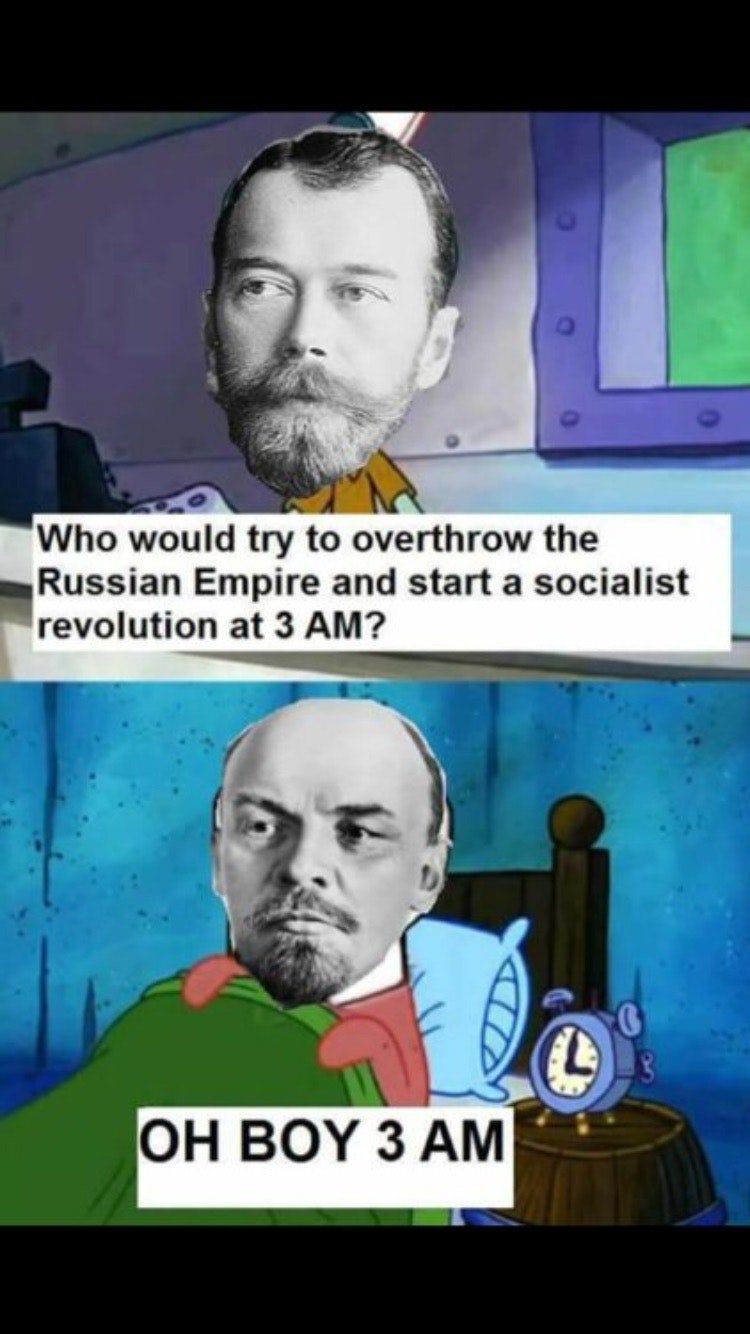 Who would try to overthrow the
Russian Empire and start a socialist
revolution at 3 AM?
OH BOY 3 AM